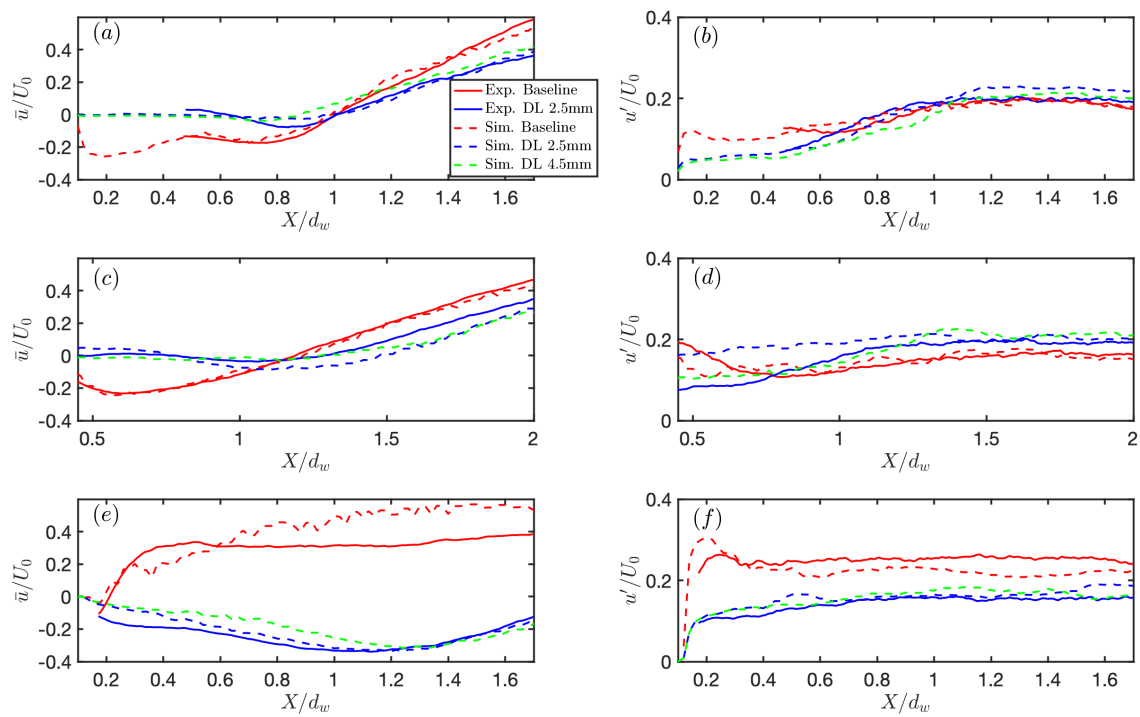 (a)
0.4
0.2
0
-0.2
-0.4
ū/U₀
0.2 0.4 0.6 0.8 1 1.2 1.4 1.6
X/d_w
Exp. Baseline
Exp. DL 2.5mm
Sim. Baseline
Sim. DL 2.5mm
Sim. DL 4.5mm
(b)
0.4
0.2
0
u′/U₀
0.2 0.4 0.6 0.8 1 1.2 1.4 1.6
X/d_w
(c)
0.4
0.2
0
-0.2
-0.4
ū/U₀
0.5 1 1.5 2
X/d_w
(d)
0.4
0.2
0
u′/U₀
0.5 1 1.5 2
X/d_w
(e)
0.4
0.2
0
-0.2
-0.4
ū/U₀
0.2 0.4 0.6 0.8 1 1.2 1.4 1.6
X/d_w
(f)
0.4
0.2
0
u′/U₀
0.2 0.4 0.6 0.8 1 1.2 1.4 1.6
X/d_w